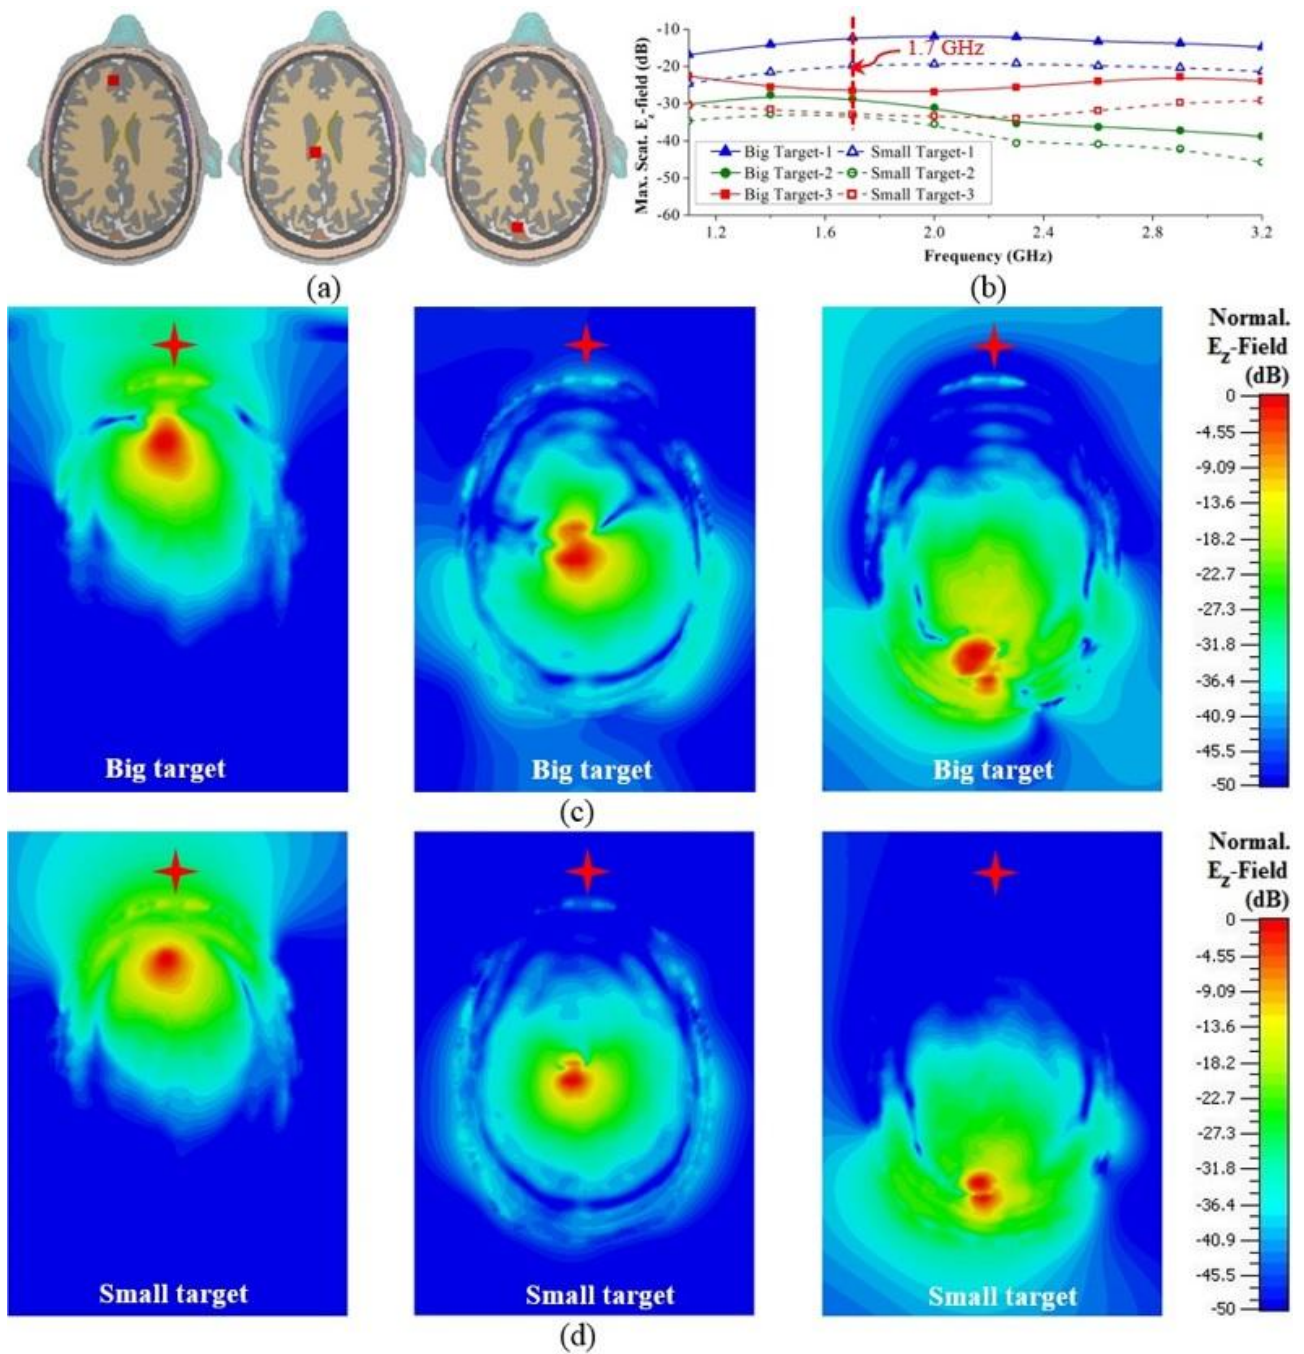 Max. Scat. E_z-field (dB)
-10
-20
-30
-40
-50
-60
1.7 GHz
Big Target-1 Small Target-1
Big Target-2 Small Target-2
Big Target-3 Small Target-3
1.2 1.6 2.0 2.4 2.8 3.2
Frequency (GHz)
(a) (b)
Normal.
E_z-Field
(dB)
0
-4.55
-9.09
-13.6
-18.2
-22.7
-27.3
-31.8
-36.4
-40.9
-45.5
-50
Big target Big target Big target
(c)
Normal.
E_z-Field
(dB)
0
-4.55
-9.09
-13.6
-18.2
-22.7
-27.3
-31.8
-36.4
-40.9
-45.5
-50
Small target Small target Small target
(d)